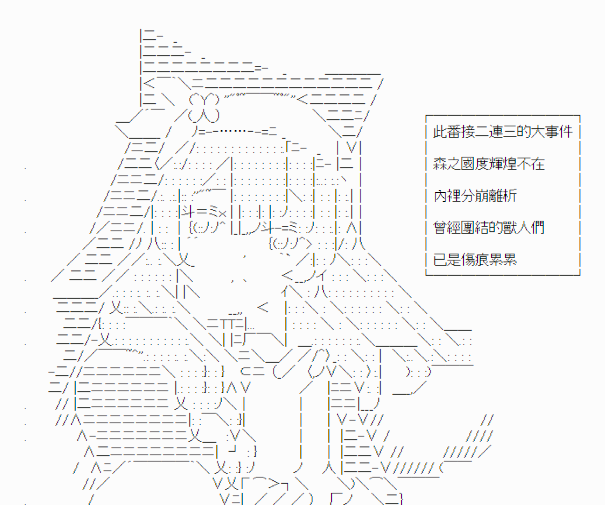 此番接二連三的大事件
森之國度輝煌不在
內裡分崩離析
曾經團結的獸人們
已是傷痕累累